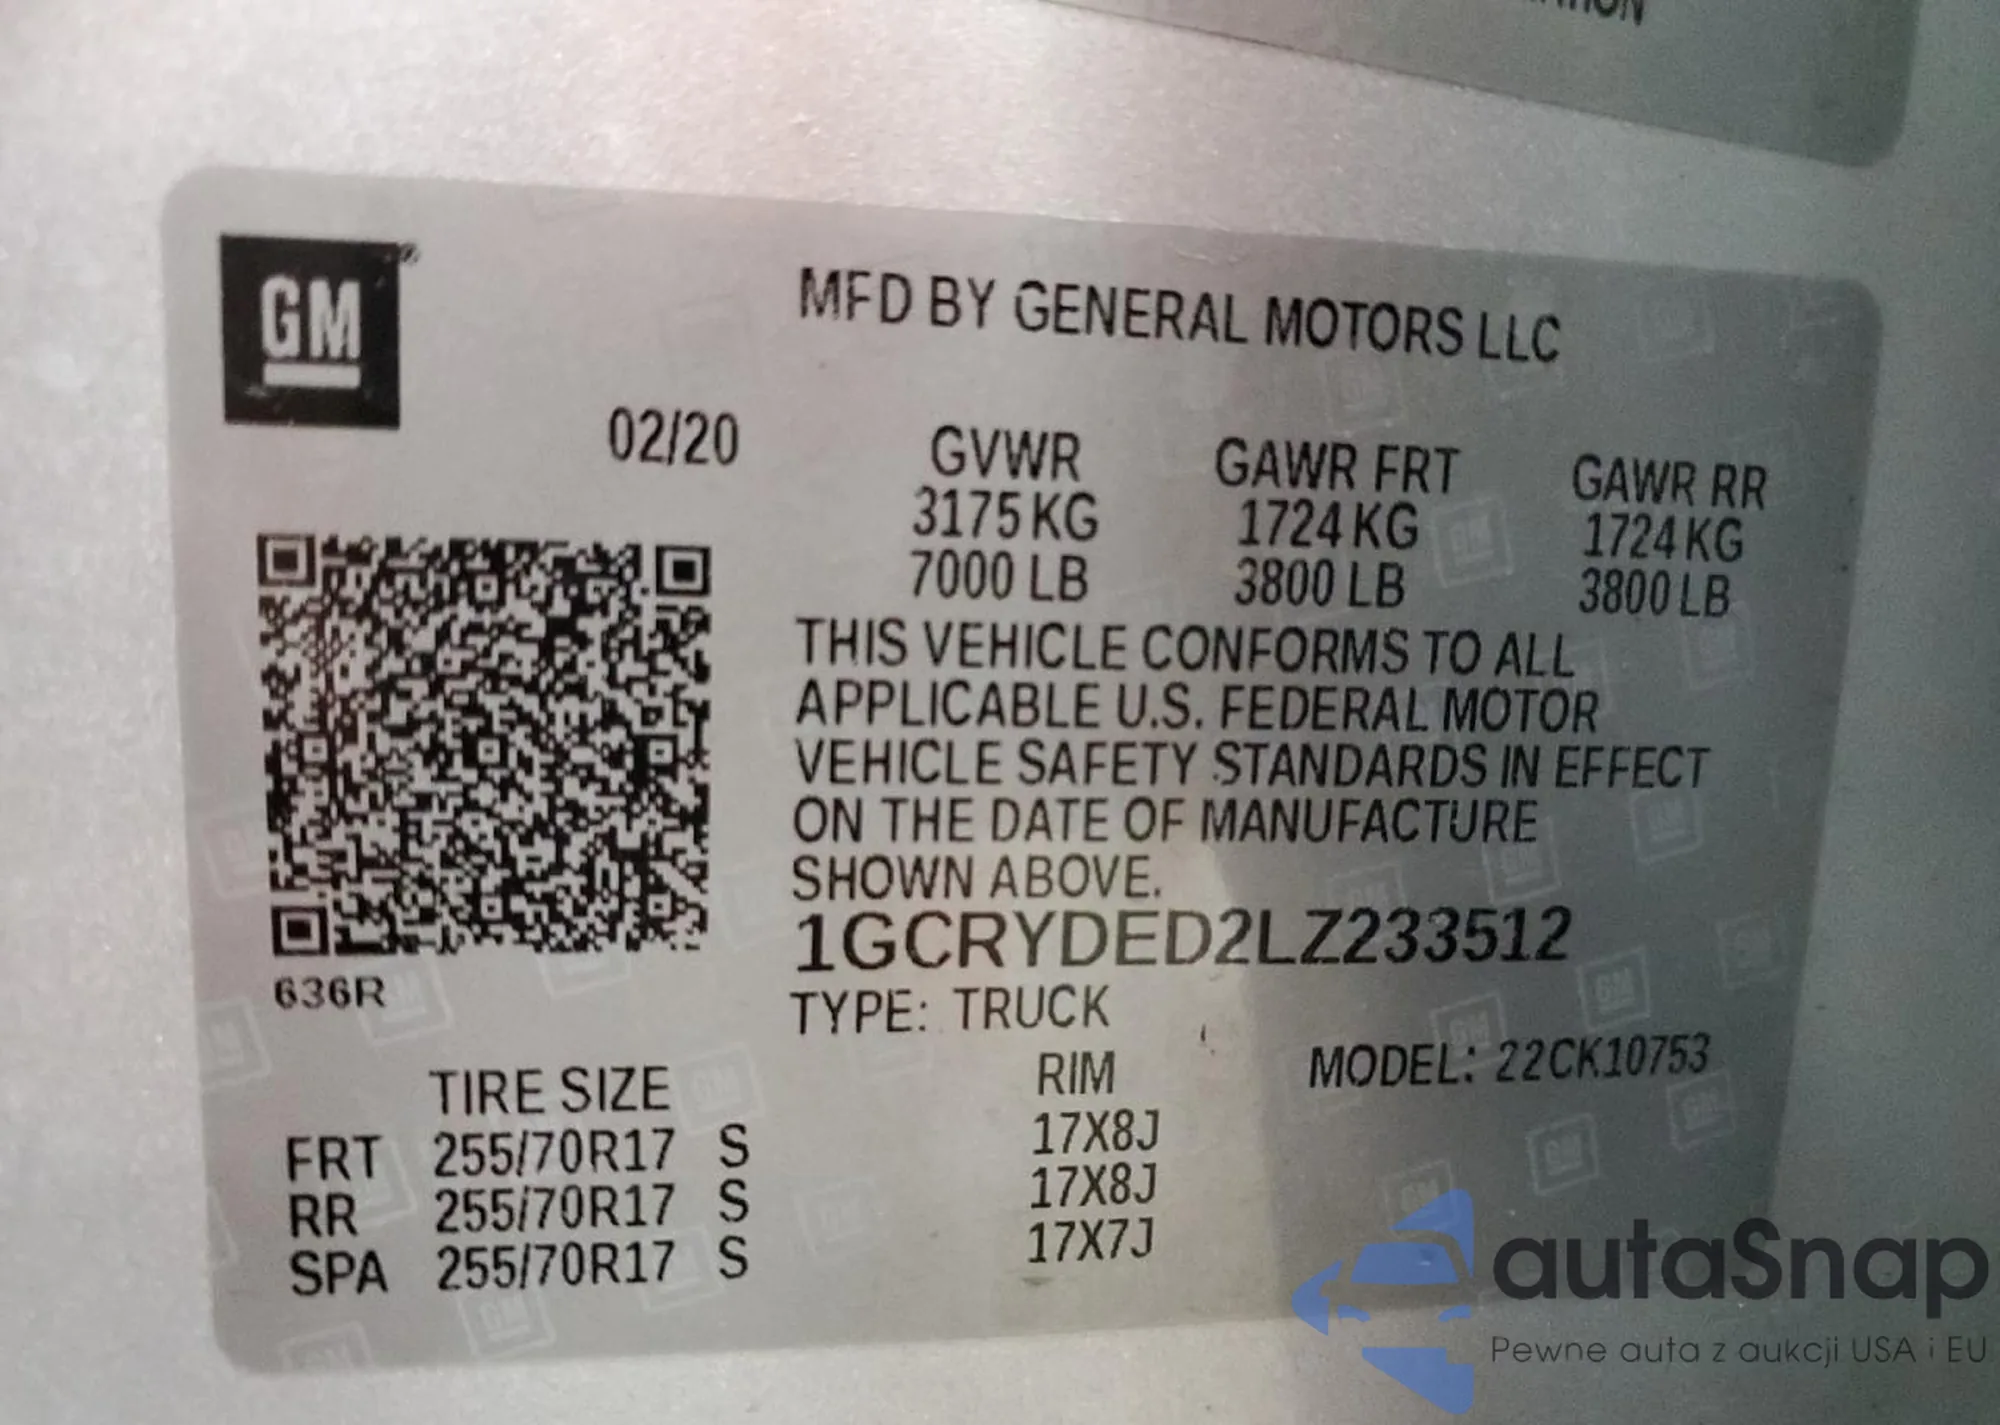 GM
MFD BY GENERAL MOTORS LLC
02/20
GVWR GAWR FRT GAWR RR
3175 KG 1724 KG 1724 KG
7000 LB 3800 LB 3800 LB
THIS VEHICLE CONFORMS TO ALL
APPLICABLE U.S. FEDERAL MOTOR
VEHICLE SAFETY STANDARDS IN EFFECT
ON THE DATE OF MANUFACTURE
SHOWN ABOVE.
1GCRYDED2LZ233512
636R
TYPE: TRUCK
MODEL: 22CK10753
TIRE SIZE RIM
FRT 255/70R17 S 17X8J
RR 255/70R17 S 17X8J
SPA 255/70R17 S 17X7J
autaSnap
Pewne auta z aukcji USA i EU